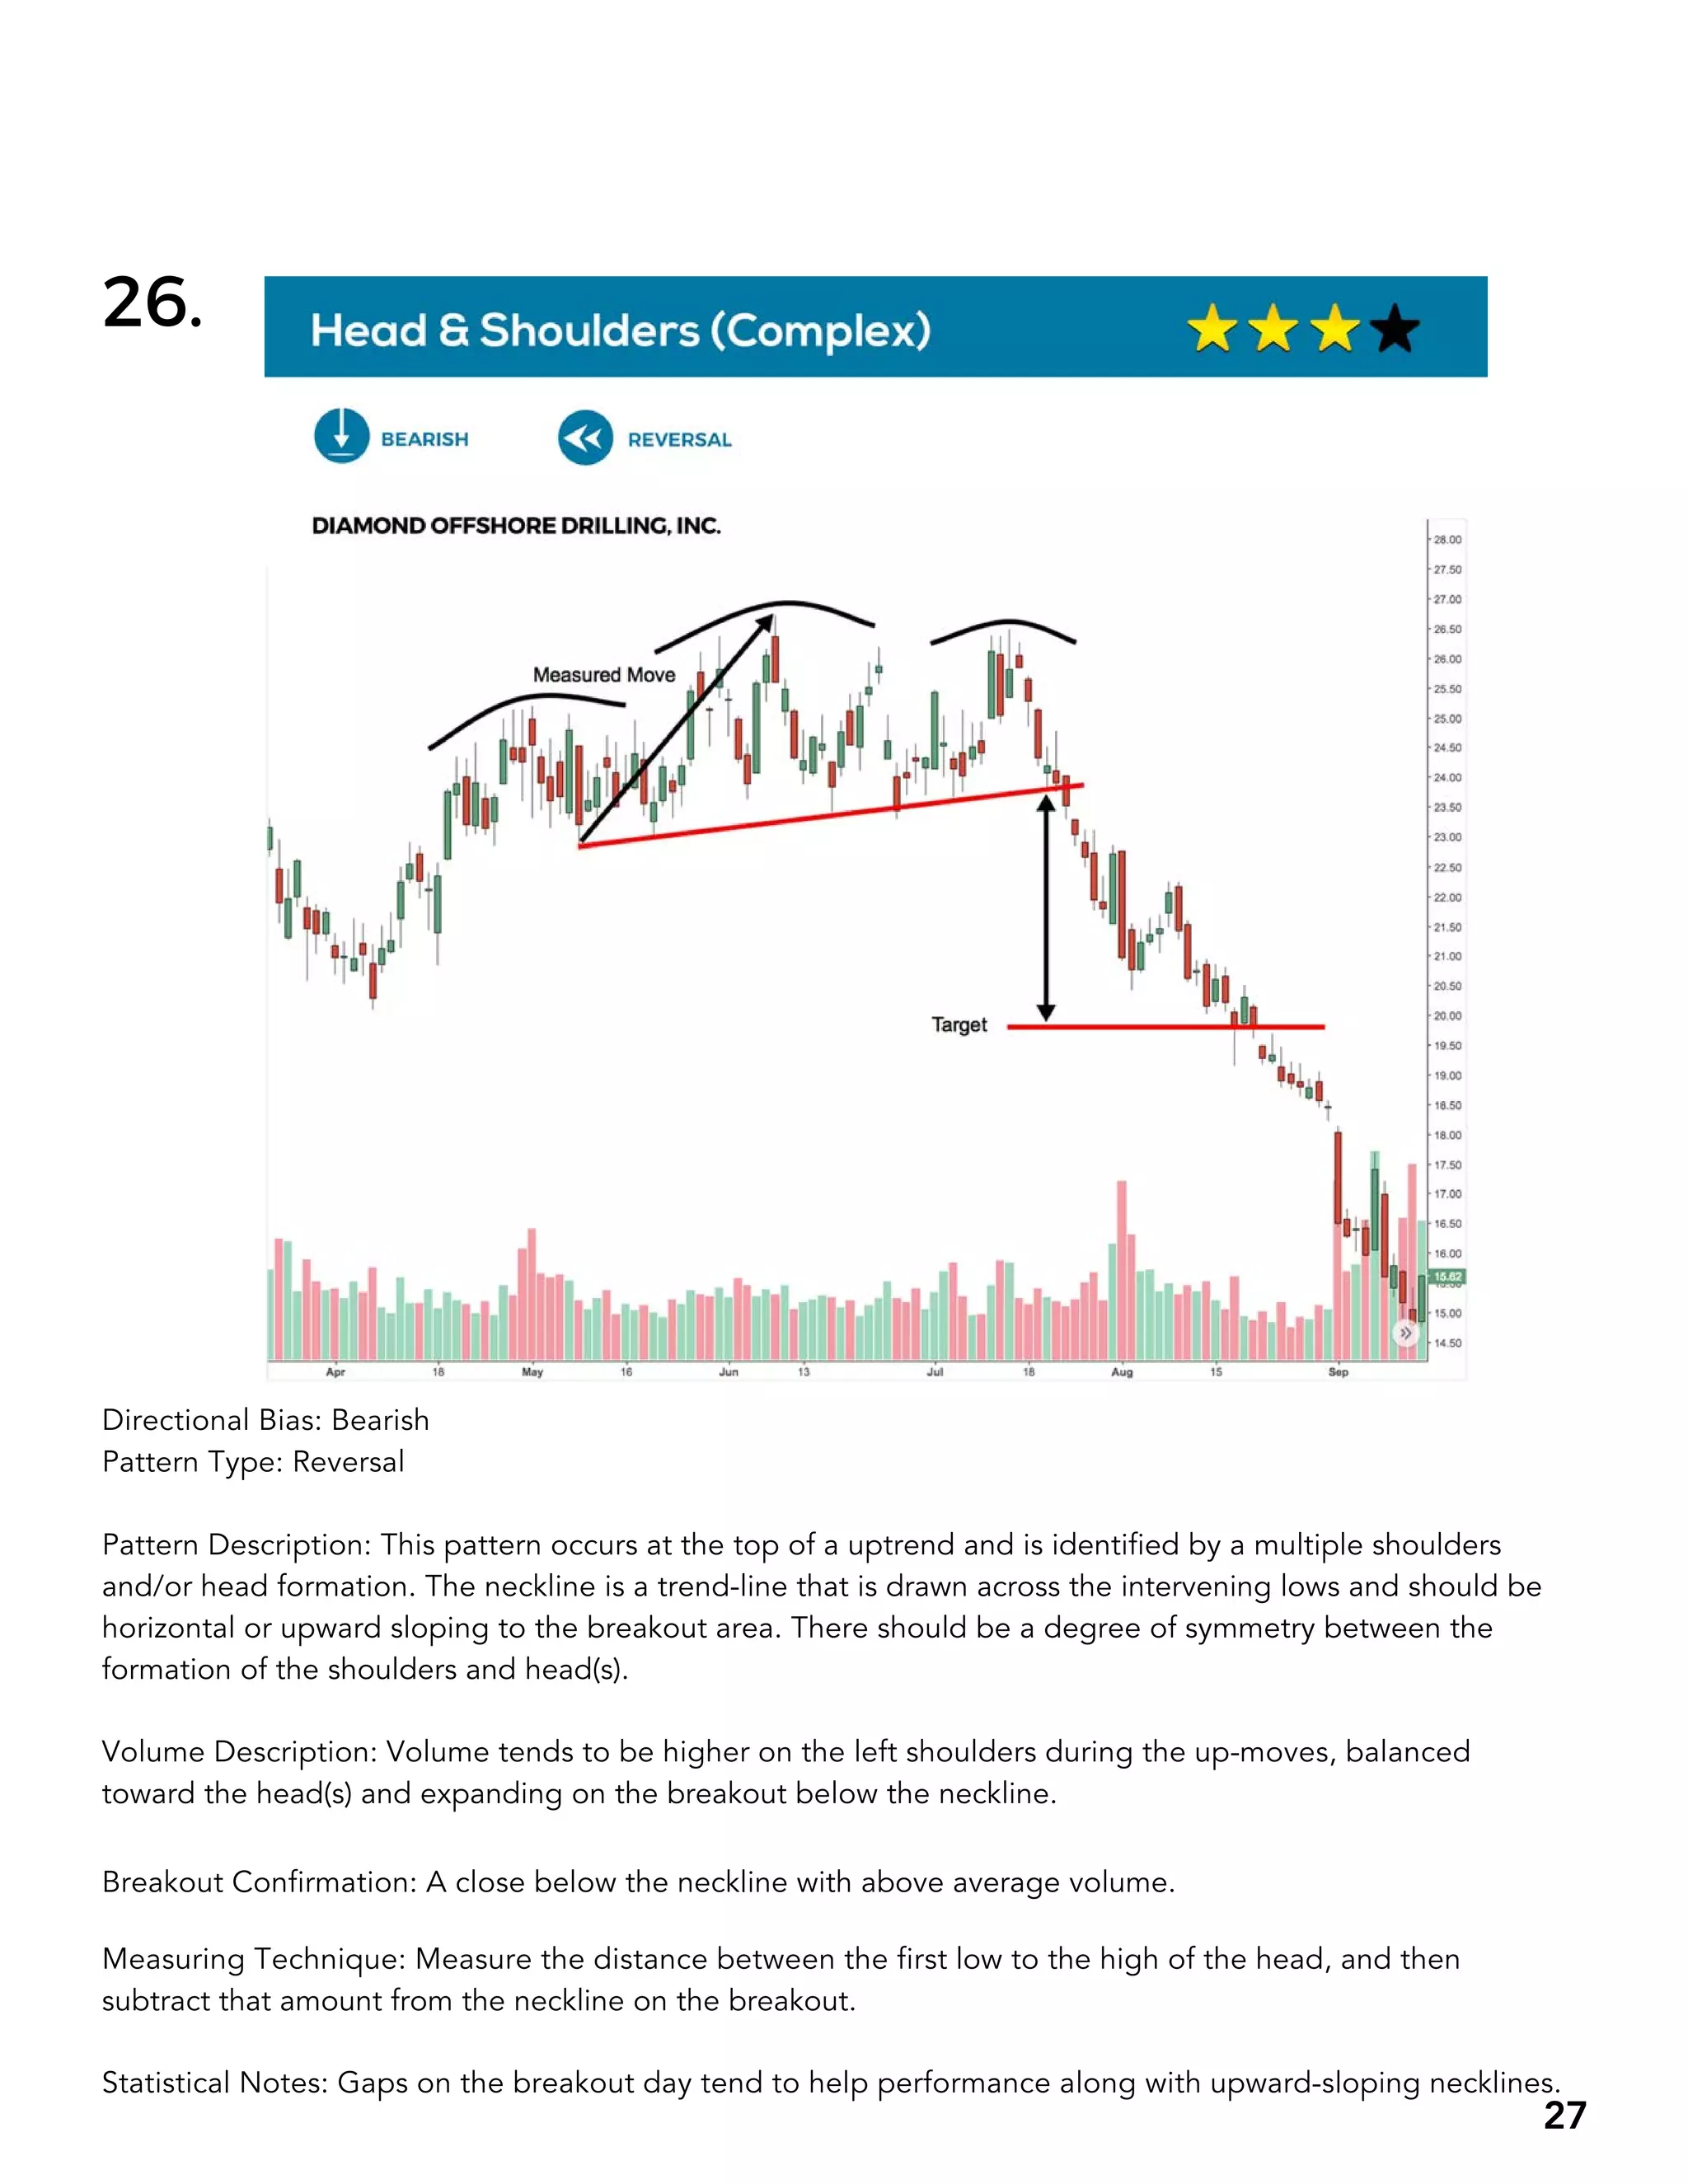 26.
Head & Shoulders (Complex)
BEARISH
REVERSAL
DIAMOND OFFSHORE DRILLING, INC.
28.00
27.50
27.00
26.50
Measured Move
26.00
25.50
25.00
24.50
24.00
23.50
23.00
22.50
22.00
21.50
21.00
20.50
20.00
Target
19.50
19.00
18.50
18.00
17.50
17.00
16.50
16.00
15.62
15.00
14.50
Apr 18 May 16 Jun 13 Jul 18 Aug 15 Sep
Directional Bias: Bearish
Pattern Type: Reversal
Pattern Description: This pattern occurs at the top of a uptrend and is identified by a multiple shoulders
and/or head formation. The neckline is a trend-line that is drawn across the intervening lows and should be
horizontal or upward sloping to the breakout area. There should be a degree of symmetry between the
formation of the shoulders and head(s).
Volume Description: Volume tends to be higher on the left shoulders during the up-moves, balanced
toward the head(s) and expanding on the breakout below the neckline.
Breakout Confirmation: A close below the neckline with above average volume.
Measuring Technique: Measure the distance between the first low to the high of the head, and then
subtract that amount from the neckline on the breakout.
Statistical Notes: Gaps on the breakout day tend to help performance along with upward-sloping necklines.
27